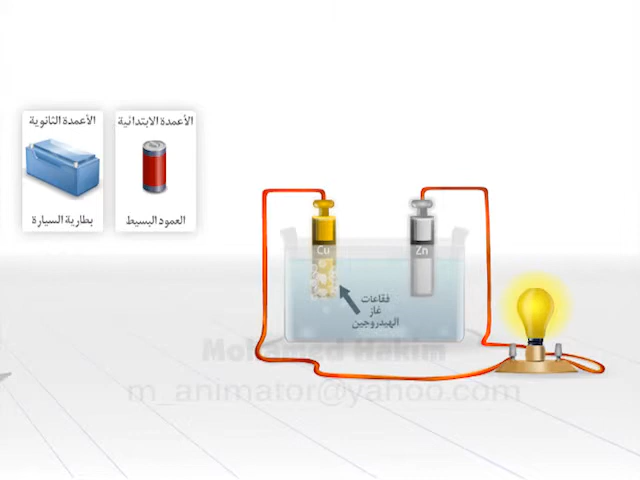 الأعمدة الابتدائية
العمود البسيط
الأعمدة الثانوية
بطارية السيارة
Cu
Zn
فقاعات
غاز
الهيدروجين
Mohamed Hakim
m_animator@yahoo.com